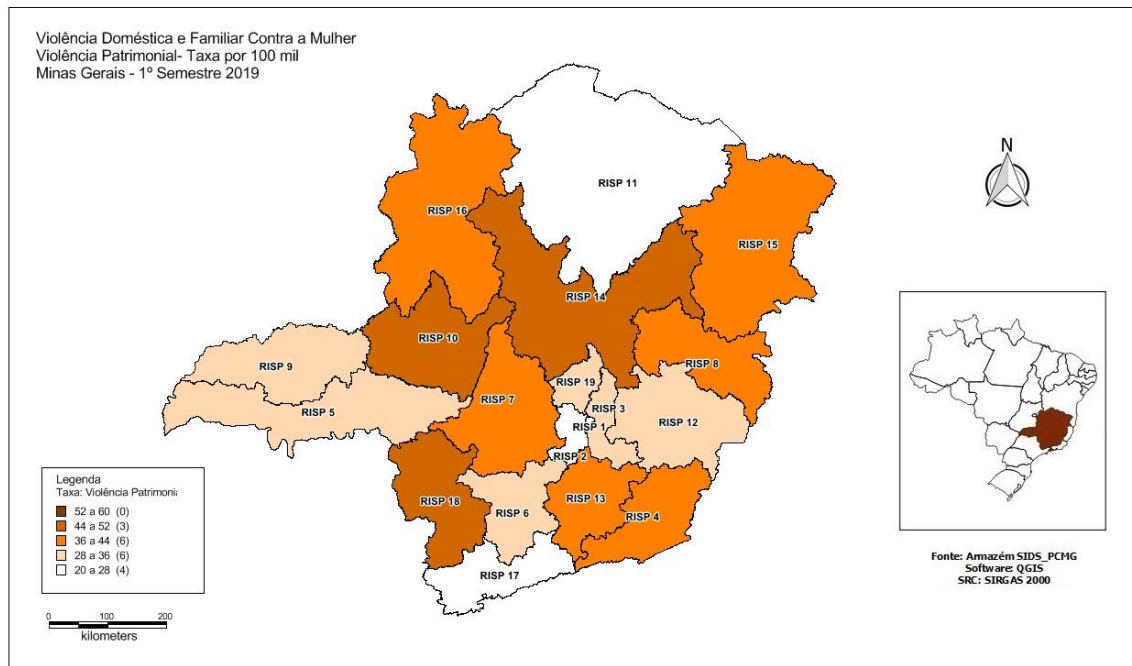 Violência Doméstica e Familiar Contra a Mulher
Violência Patrimonial- Taxa por 100 mil
Minas Gerais - 1º Semestre 2019
N
RISP 11
RISP 16
RISP 15
RISP 14
RISP 10
RISP 8
RISP 9
RISP 19
RISP 7
RISP 3
RISP 5
RISP 12
RISP 1
RISP 2
RISP 18
RISP 13
RISP 6
RISP 4
RISP 17
Legenda
Taxa: Violência Patrimoni
52 a 60 (0)
44 a 52 (3)
36 a 44 (6)
28 a 36 (6)
20 a 28 (4)
0 100 200
kilometers
Fonte: Armazém SIDS_PCMG
Software: QGIS
SRC: SIRGAS 2000